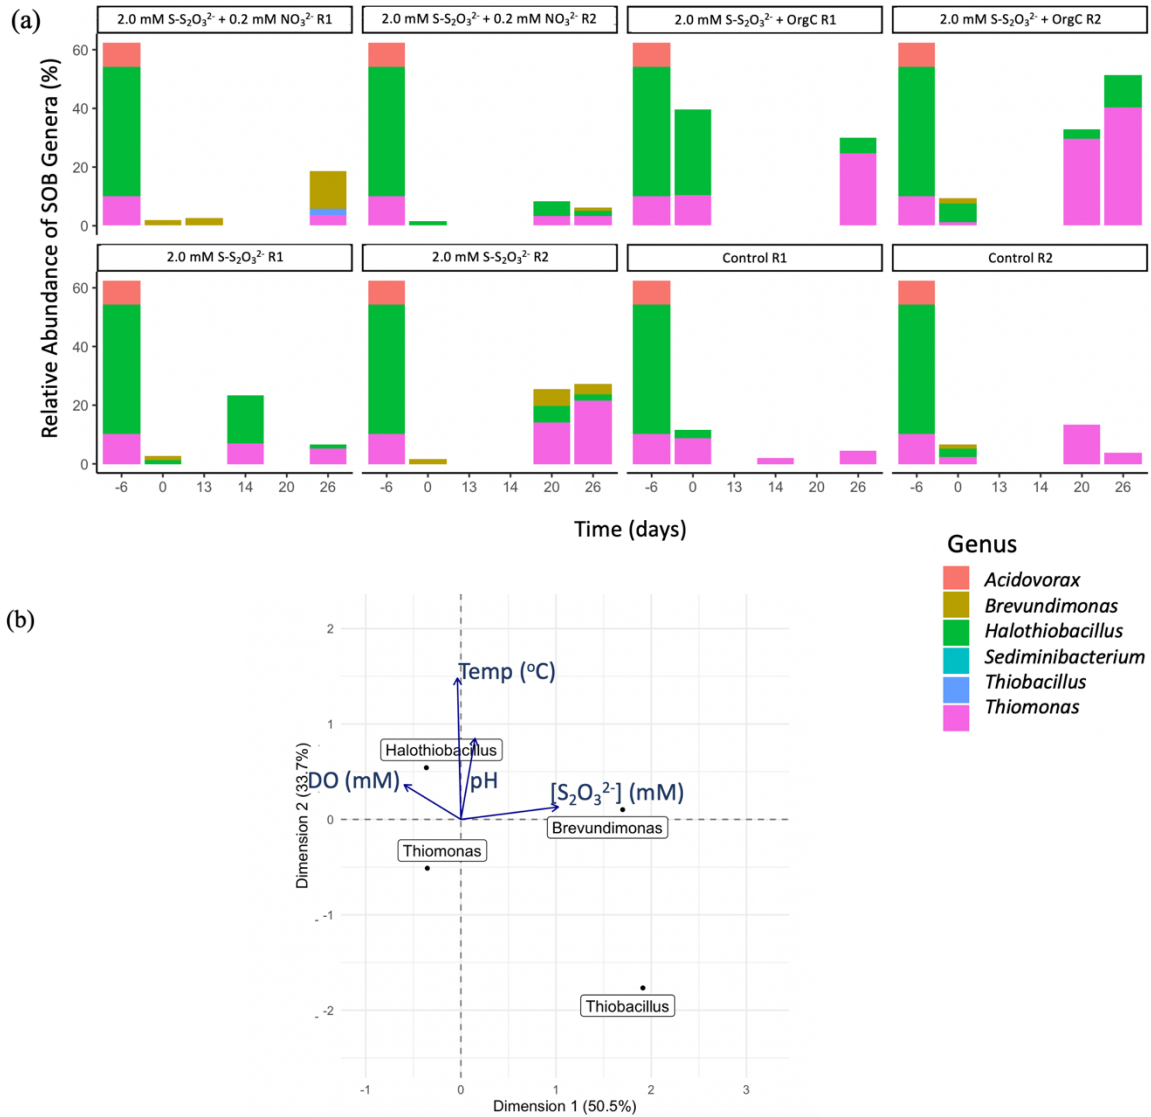 (a)
2.0 mM S-S₂O₃²⁻ + 0.2 mM NO₃²⁻ R1
2.0 mM S-S₂O₃²⁻ + 0.2 mM NO₃²⁻ R2
2.0 mM S-S₂O₃²⁻ + OrgC R1
2.0 mM S-S₂O₃²⁻ + OrgC R2
Relative Abundance of SOB Genera (%)
60
40
20
0
2.0 mM S-S₂O₃²⁻ R1
2.0 mM S-S₂O₃²⁻ R2
Control R1
Control R2
60
40
20
0
-6 0 13 14 20 26
-6 0 13 14 20 26
-6 0 13 14 20 26
-6 0 13 14 20 26
Time (days)
Genus
Acidovorax
Brevundimonas
Halothiobacillus
Sediminibacterium
Thiobacillus
Thiomonas
(b)
Dimension 2 (33.7%)
2
1
0
-1
-2
Temp (°C)
Halothiobacillus
DO (mM)
pH
[S₂O₃²⁻] (mM)
Brevundimonas
Thiomonas
Thiobacillus
-1 0 1 2 3
Dimension 1 (50.5%)